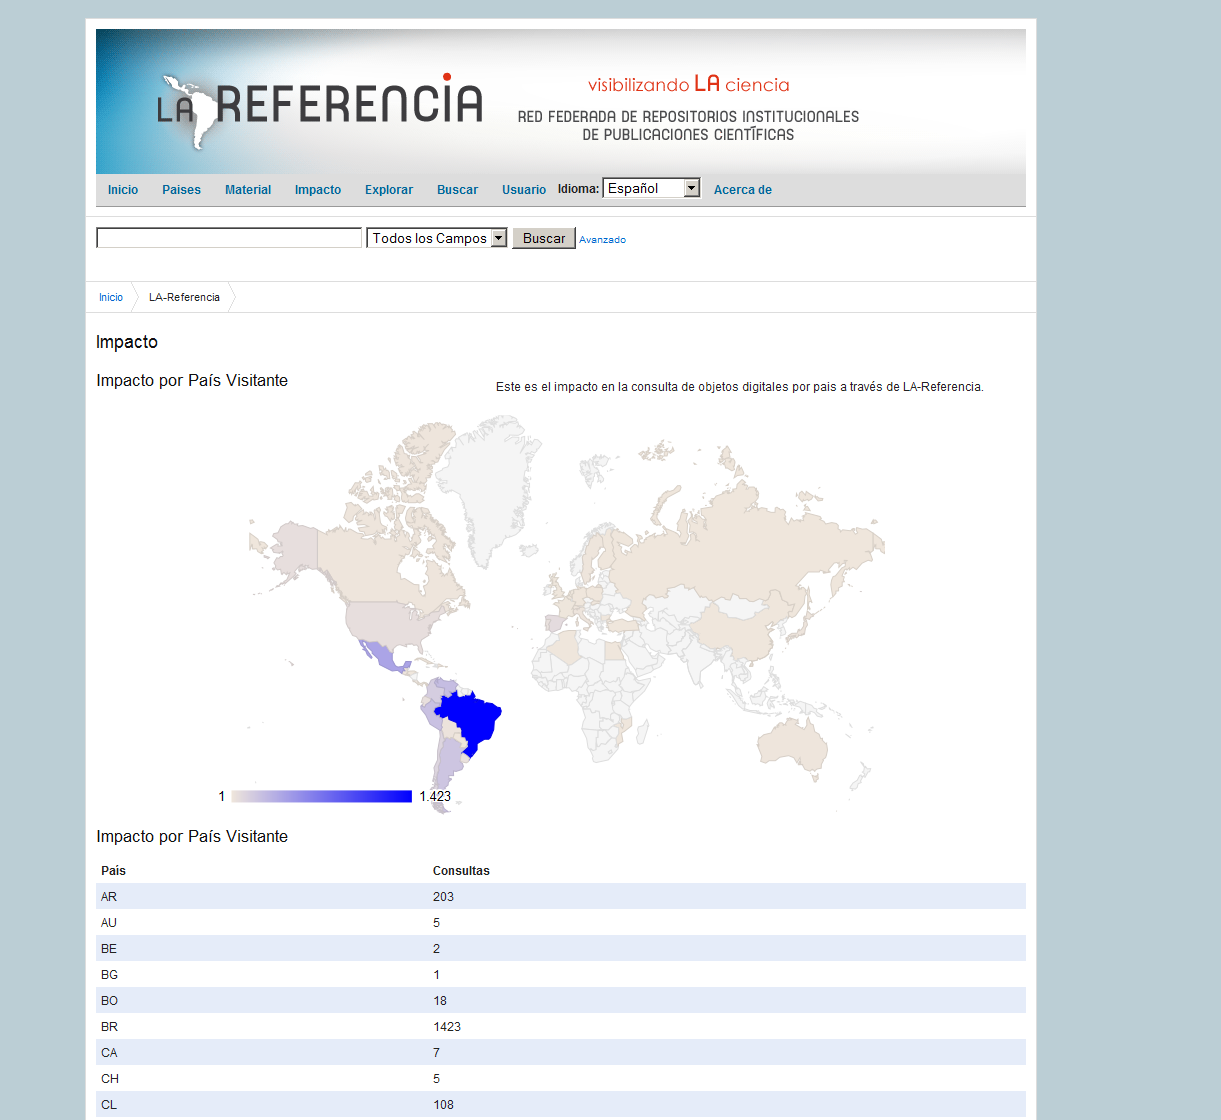 LA REFERENCIA
visibilizando LA ciencia
RED FEDERADA DE REPOSITORIOS INSTITUCIONALES
DE PUBLICACIONES CIENTÍFICAS
Inicio Paises Material Impacto Explorar Buscar Usuario Idioma: Español Acerca de
Todos los Campos Buscar Avanzado
Inicio LA-Referencia
Impacto
Impacto por País Visitante
Este es el impacto en la consulta de objetos digitales por pais a través de LA-Referencia.
1 1.423
Impacto por País Visitante
País Consultas
AR 203
AU 5
BE 2
BG 1
BO 18
BR 1423
CA 7
CH 5
CL 108